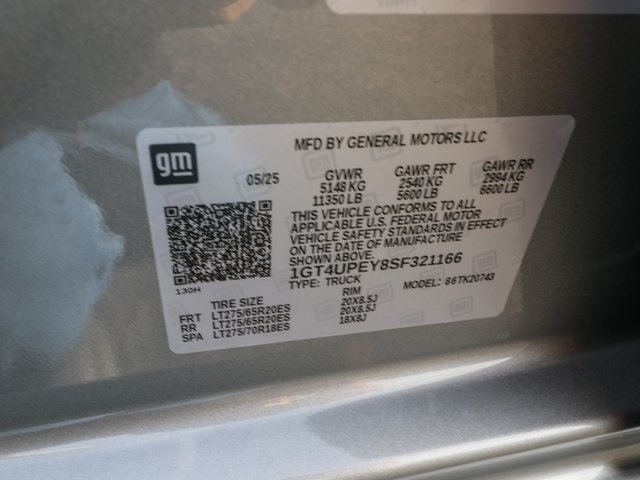 MFD BY GENERAL MOTORS LLC
gm
05/25 GVWR GAWR FRT GAWR RR
5148 KG 2540 KG 2994 KG
11350 LB 5600 LB 6600 LB
THIS VEHICLE CONFORMS TO ALL
APPLICABLE U.S. FEDERAL MOTOR
VEHICLE SAFETY STANDARDS IN EFFECT
ON THE DATE OF MANUFACTURE
SHOWN ABOVE.
1GT4UPEY8SF321166
130H
TYPE: TRUCK MODEL: 86TK20743
TIRE SIZE RIM
FRT LT275/65R20ES 20X8.5J
RR LT275/65R20ES 20X8.5J
SPA LT275/70R18ES 18X8J